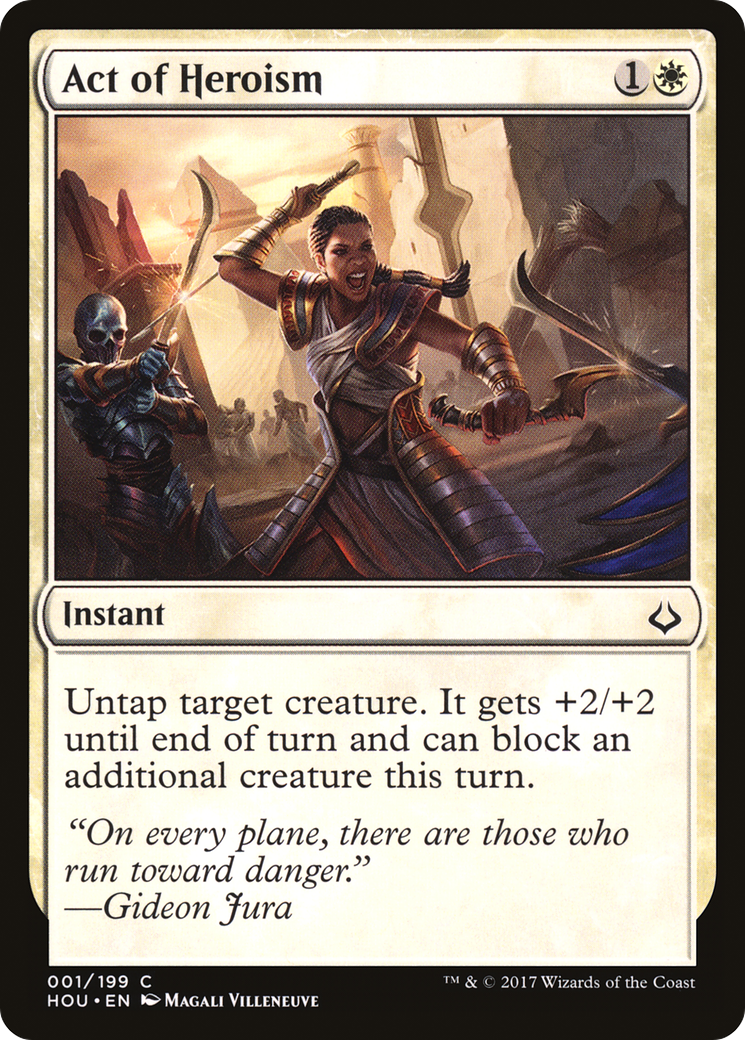 Act of Heroism
1
Instant
Untap target creature. It gets +2/+2
until end of turn and can block an
additional creature this turn.
“On every plane, there are those who
run toward danger.”
—Gideon Jura
001/199 C
™ & © 2017 Wizards of the Coast
HOU • EN Magali Villeneuve